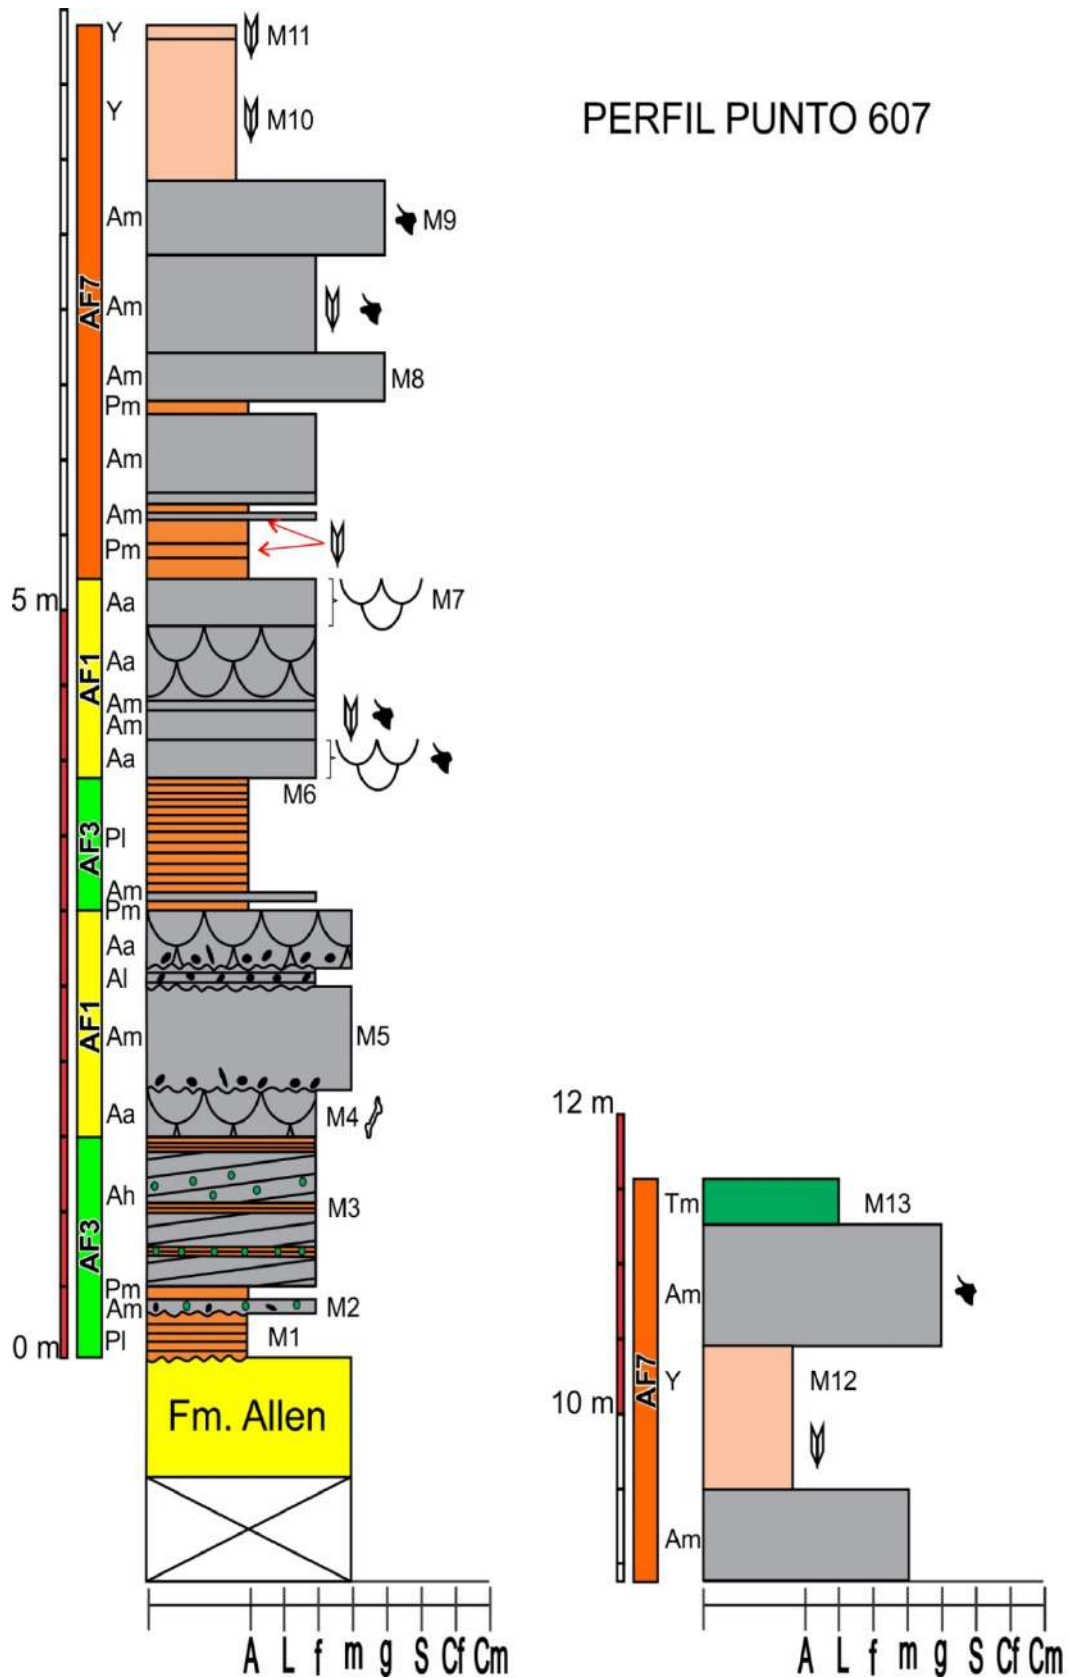 PERFIL PUNTO 607
Y M11
Y M10
Am M9
Am
Am M8
Pm
Am
Am
Pm
AF7
5 m
Aa M7
Aa
Am
Am
Aa
AF1
M6
Pl
Am
Pm
AF3
Aa
Al
Am M5
Aa M4
AF1
Ah M3
Pm
Am M2
Pl M1
AF3
0 m
Fm. Allen
A L f m g S Cf Cm
12 m
Tm M13
Am
10 m
Y M12
Am
AF7
A L f m g S Cf Cm